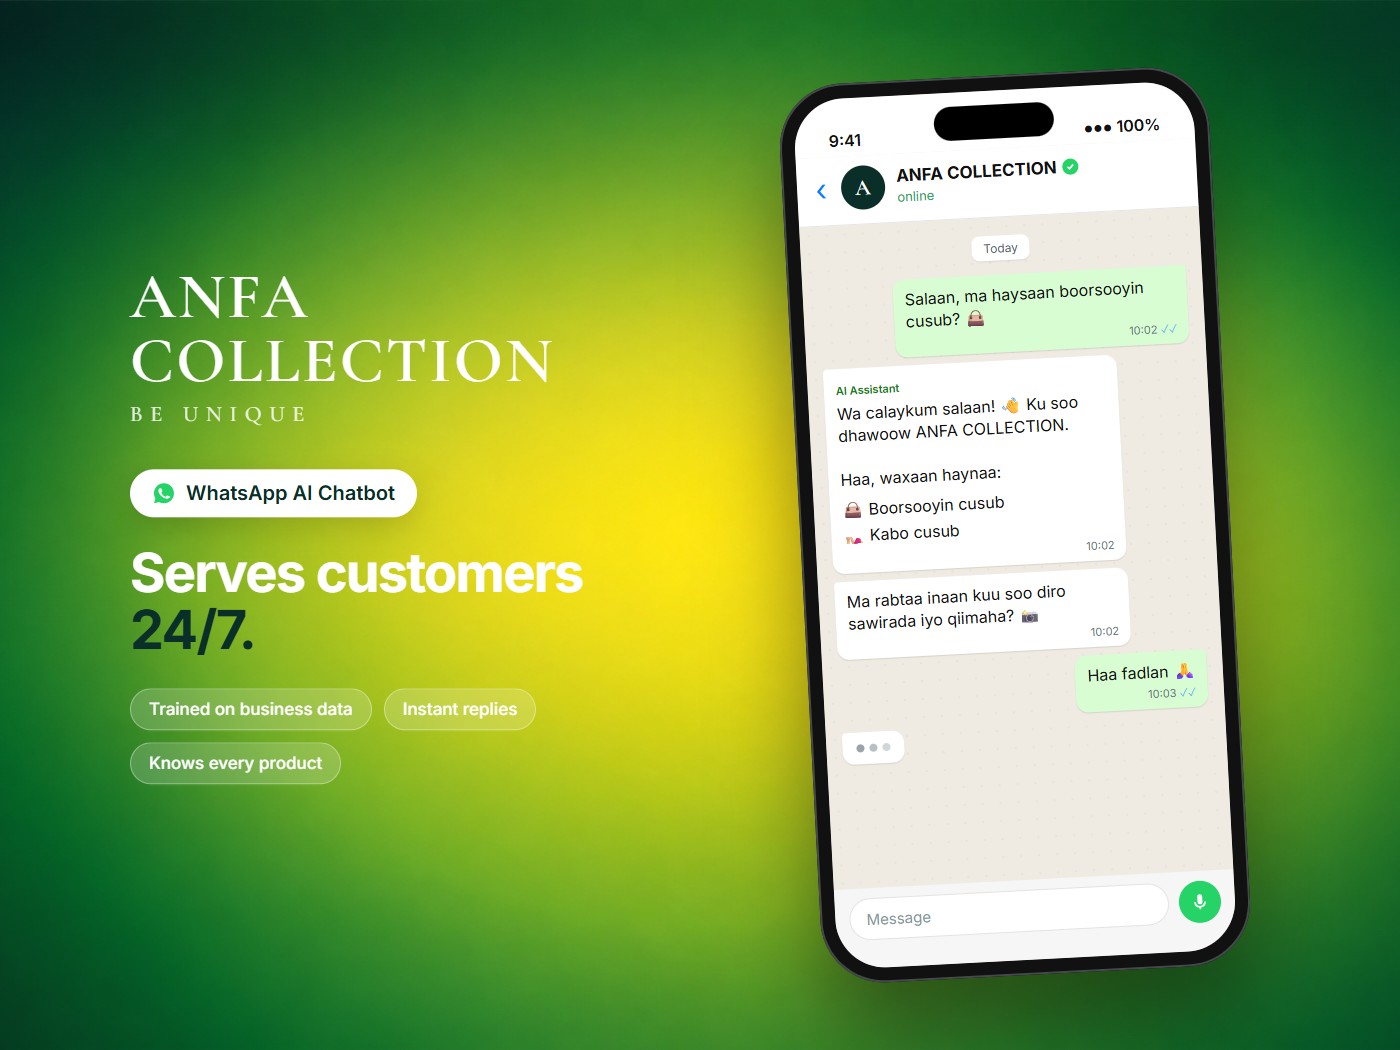 ANFA
COLLECTION
BE UNIQUE
WhatsApp AI Chatbot
Serves customers
24/7.
Trained on business data
Instant replies
Knows every product
9:41
100%
A
ANFA COLLECTION
online
Today
Salaan, ma haysaan boorsooyin
cusub? 👜
10:02 ✓✓
AI Assistant
Wa calaykum salaan! 👋 Ku soo
dhawoow ANFA COLLECTION.
Haa, waxaan haynaa:
👜 Boorsooyin cusub
👡 Kabo cusub
10:02
Ma rabtaa inaan kuu soo diro
sawirada iyo qiimaha? 📸
10:02
Haa fadlan 🙏
10:03 ✓✓
Message